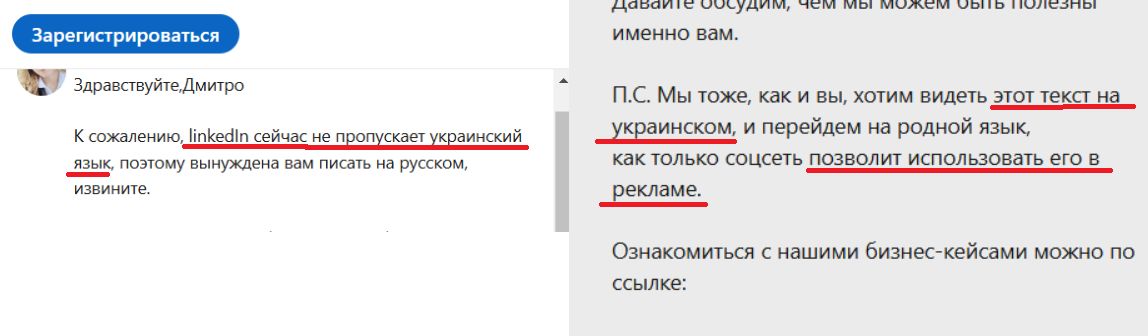 Зарегистрироваться
Здравствуйте,Дмитро
К сожалению, linkedIn сейчас не пропускает украинский
язык, поэтому вынуждена вам писать на русском,
извините.
Давайте обсудим, чем мы можем быть полезны
именно вам.
П.С. Мы тоже, как и вы, хотим видеть этот текст на
украинском, и перейдем на родной язык,
как только соцсеть позволит использовать его в
рекламе.
Ознакомиться с нашими бизнес-кейсами можно по
ссылке: